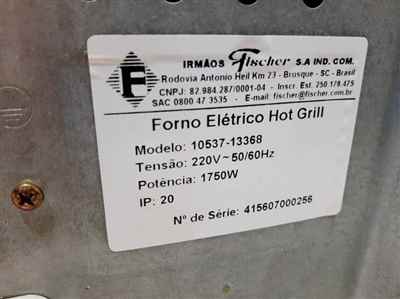 IRMÃOS Fischer S.A IND. COM.
Rodovia Antonio Heil Km 23 - Brusque - SC - Brasil
CNPJ: 82.984.287/0001-04 - Inscr. Est. 250.178.475
SAC 0800 47 3535 - E-mail: fischer@fischer.com.br
F
Forno Elétrico Hot Grill
Modelo: 10537-13368
Tensão: 220V~50/60Hz
Potência: 1750W
IP: 20
Nº de Série: 415607000256